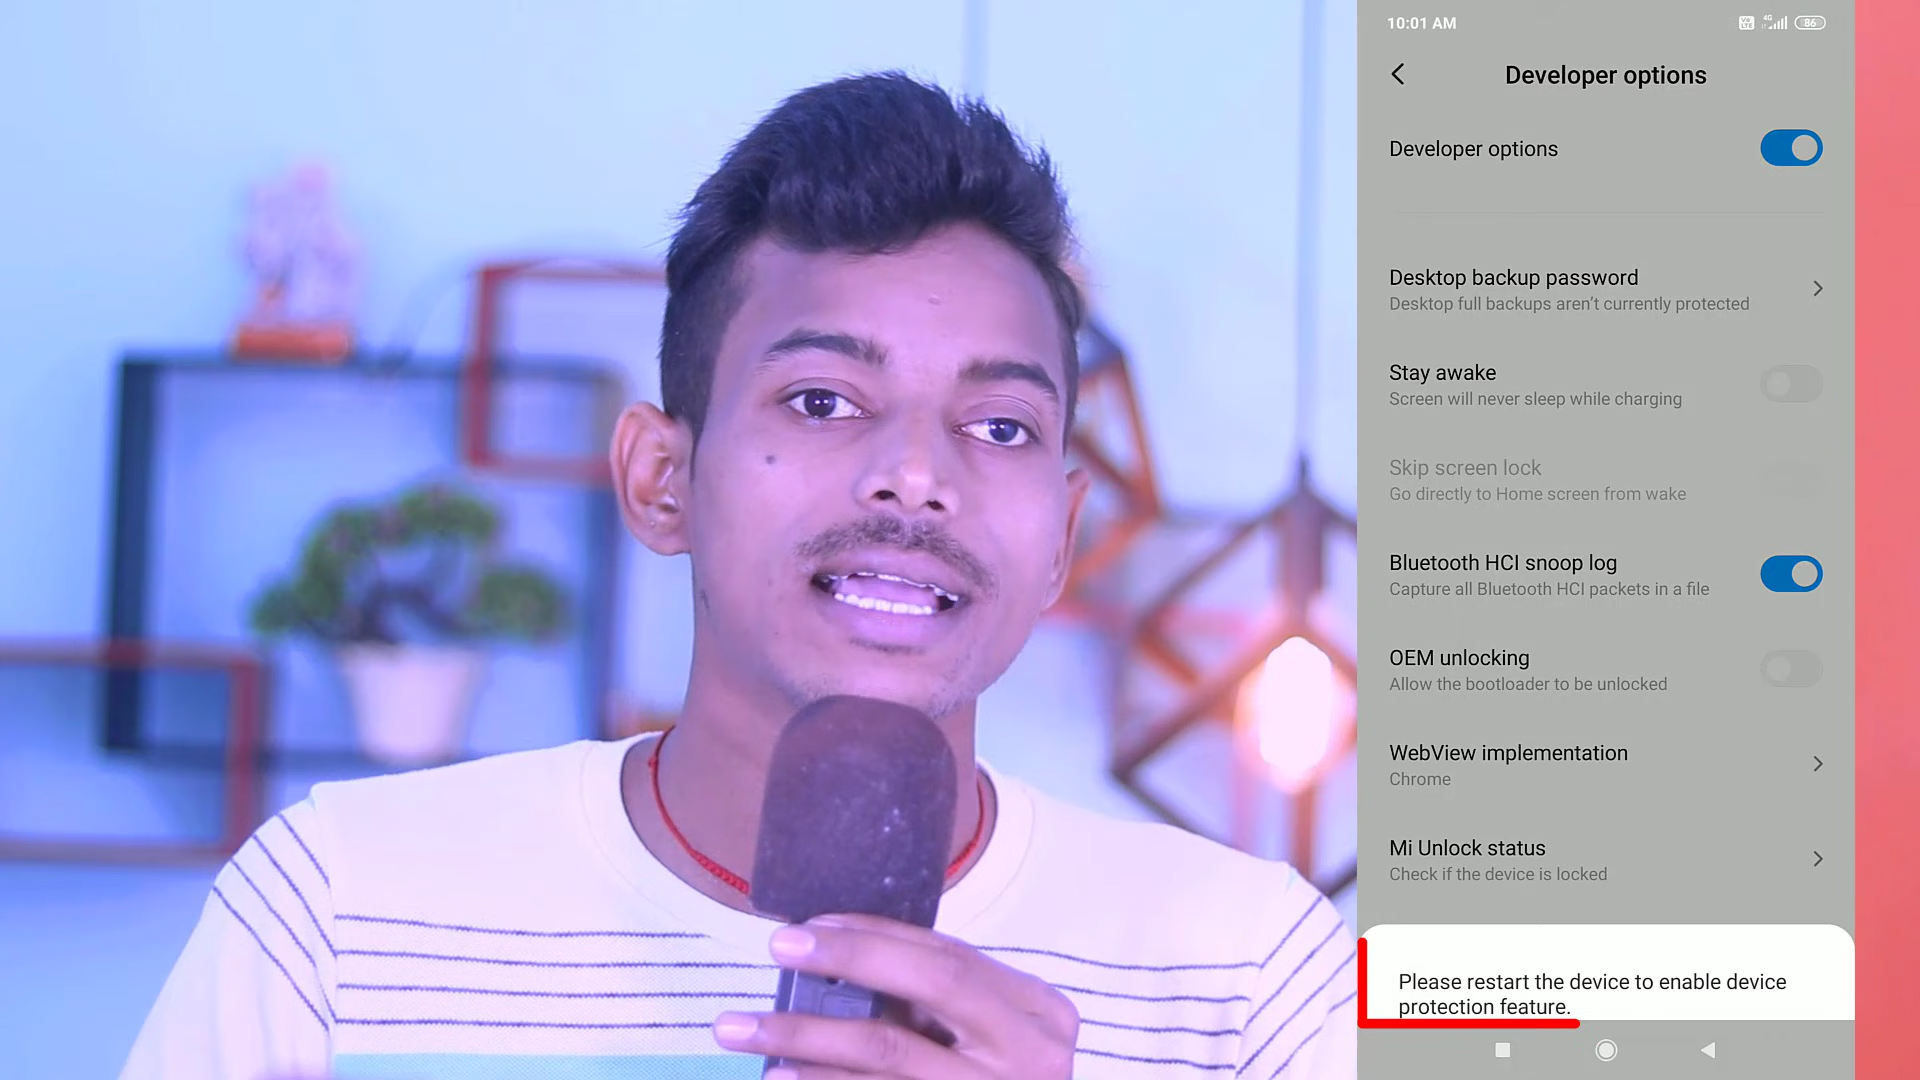 10:01 AM
4G
86
Developer options
Developer options
Desktop backup password
Desktop full backups aren't currently protected
Stay awake
Screen will never sleep while charging
Skip screen lock
Go directly to Home screen from wake
Bluetooth HCI snoop log
Capture all Bluetooth HCI packets in a file
OEM unlocking
Allow the bootloader to be unlocked
WebView implementation
Chrome
Mi Unlock status
Check if the device is locked
Please restart the device to enable device
protection feature.